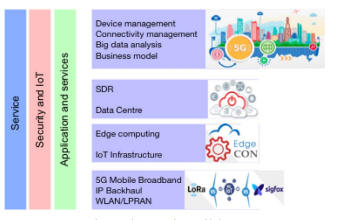 Service
Security and IoT
Application and services
Device management
Connectivity management
Big data analysis
Business model
5G
SDR
Data Centre
Edge computing
IoT Infrastructure
Edge
CON
5G Mobile Broadband
IP Backhaul
WLAN/LPRAN
LoRa
sigfox